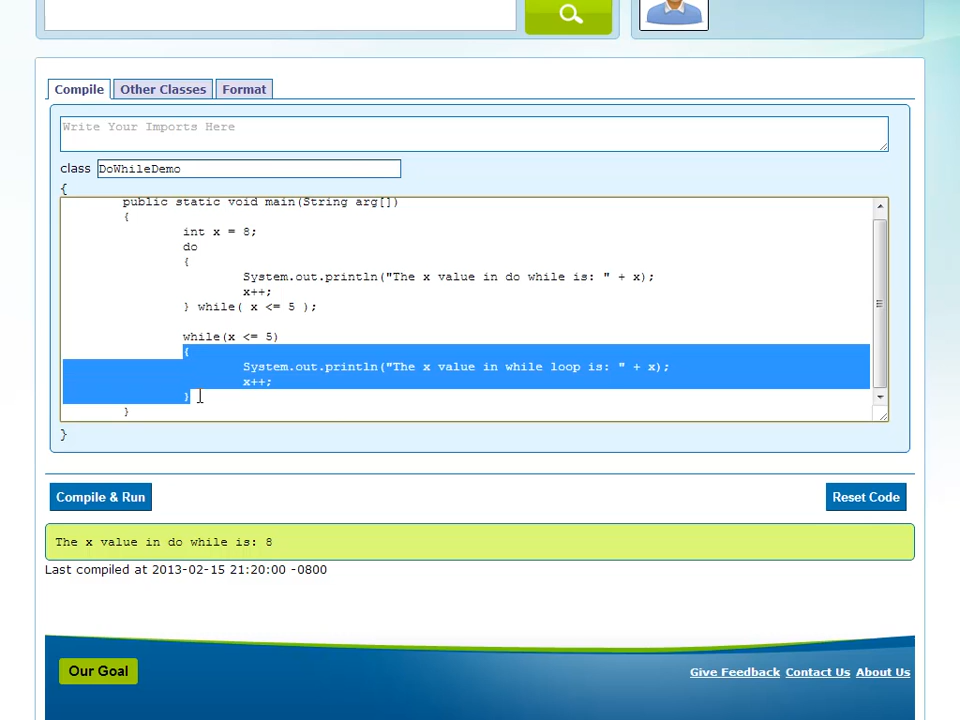 Compile Other Classes Format
Write Your Imports Here
class DoWhileDemo
{
public static void main(String arg[])
{
int x = 8;
do
{
System.out.println("The x value in do while is: " + x);
x++;
} while( x <= 5 );
while(x <= 5)
{
System.out.println("The x value in while loop is: " + x);
x++;
}
}
}
Compile & Run Reset Code
The x value in do while is: 8
Last compiled at 2013-02-15 21:20:00 -0800
Our Goal Give Feedback Contact Us About Us